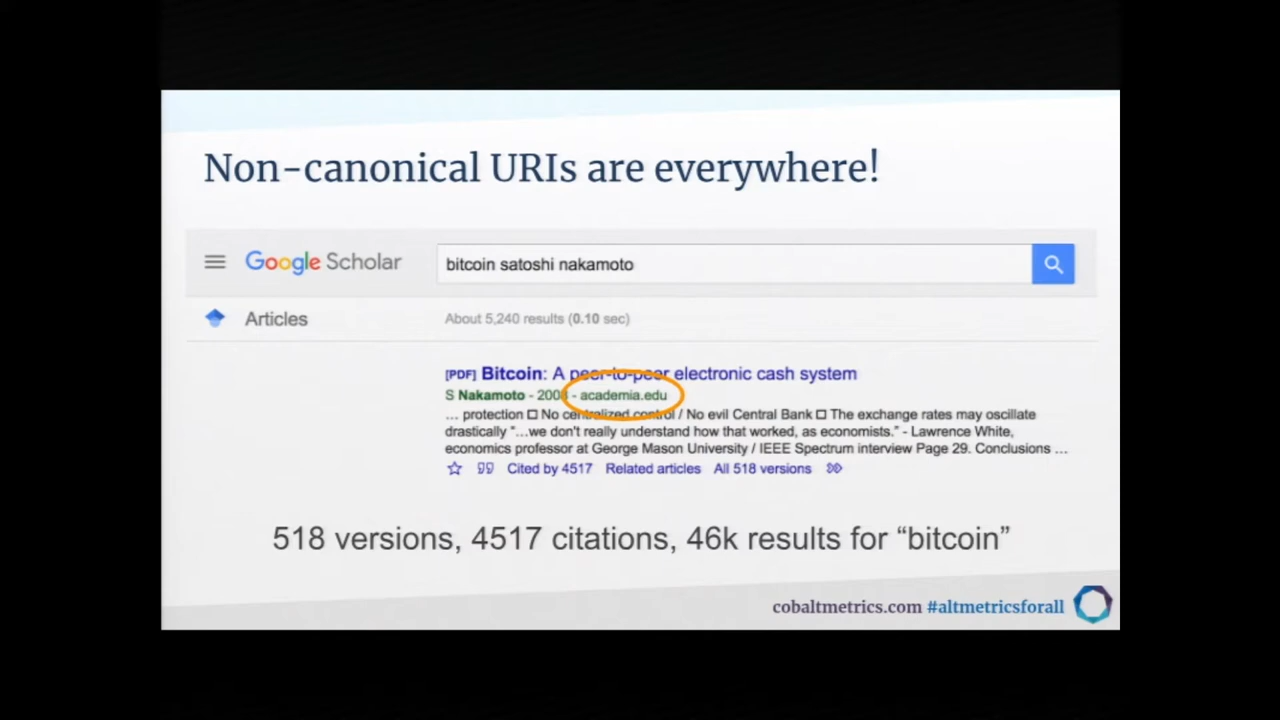 Non-canonical URIs are everywhere!
Google Scholar
bitcoin satoshi nakamoto
Articles
About 5,240 results (0.10 sec)
[PDF] Bitcoin: A peer-to-peer electronic cash system
S Nakamoto - 2008 - academia.edu
... protection ☐ No centralized control / No evil Central Bank ☐ The exchange rates may oscillate
drastically “...we don't really understand how that worked, as economists.” - Lawrence White,
economics professor at George Mason University / IEEE Spectrum interview Page 29. Conclusions ...
Cited by 4517 Related articles All 518 versions
518 versions, 4517 citations, 46k results for “bitcoin”
cobaltmetrics.com #altmetricsforall